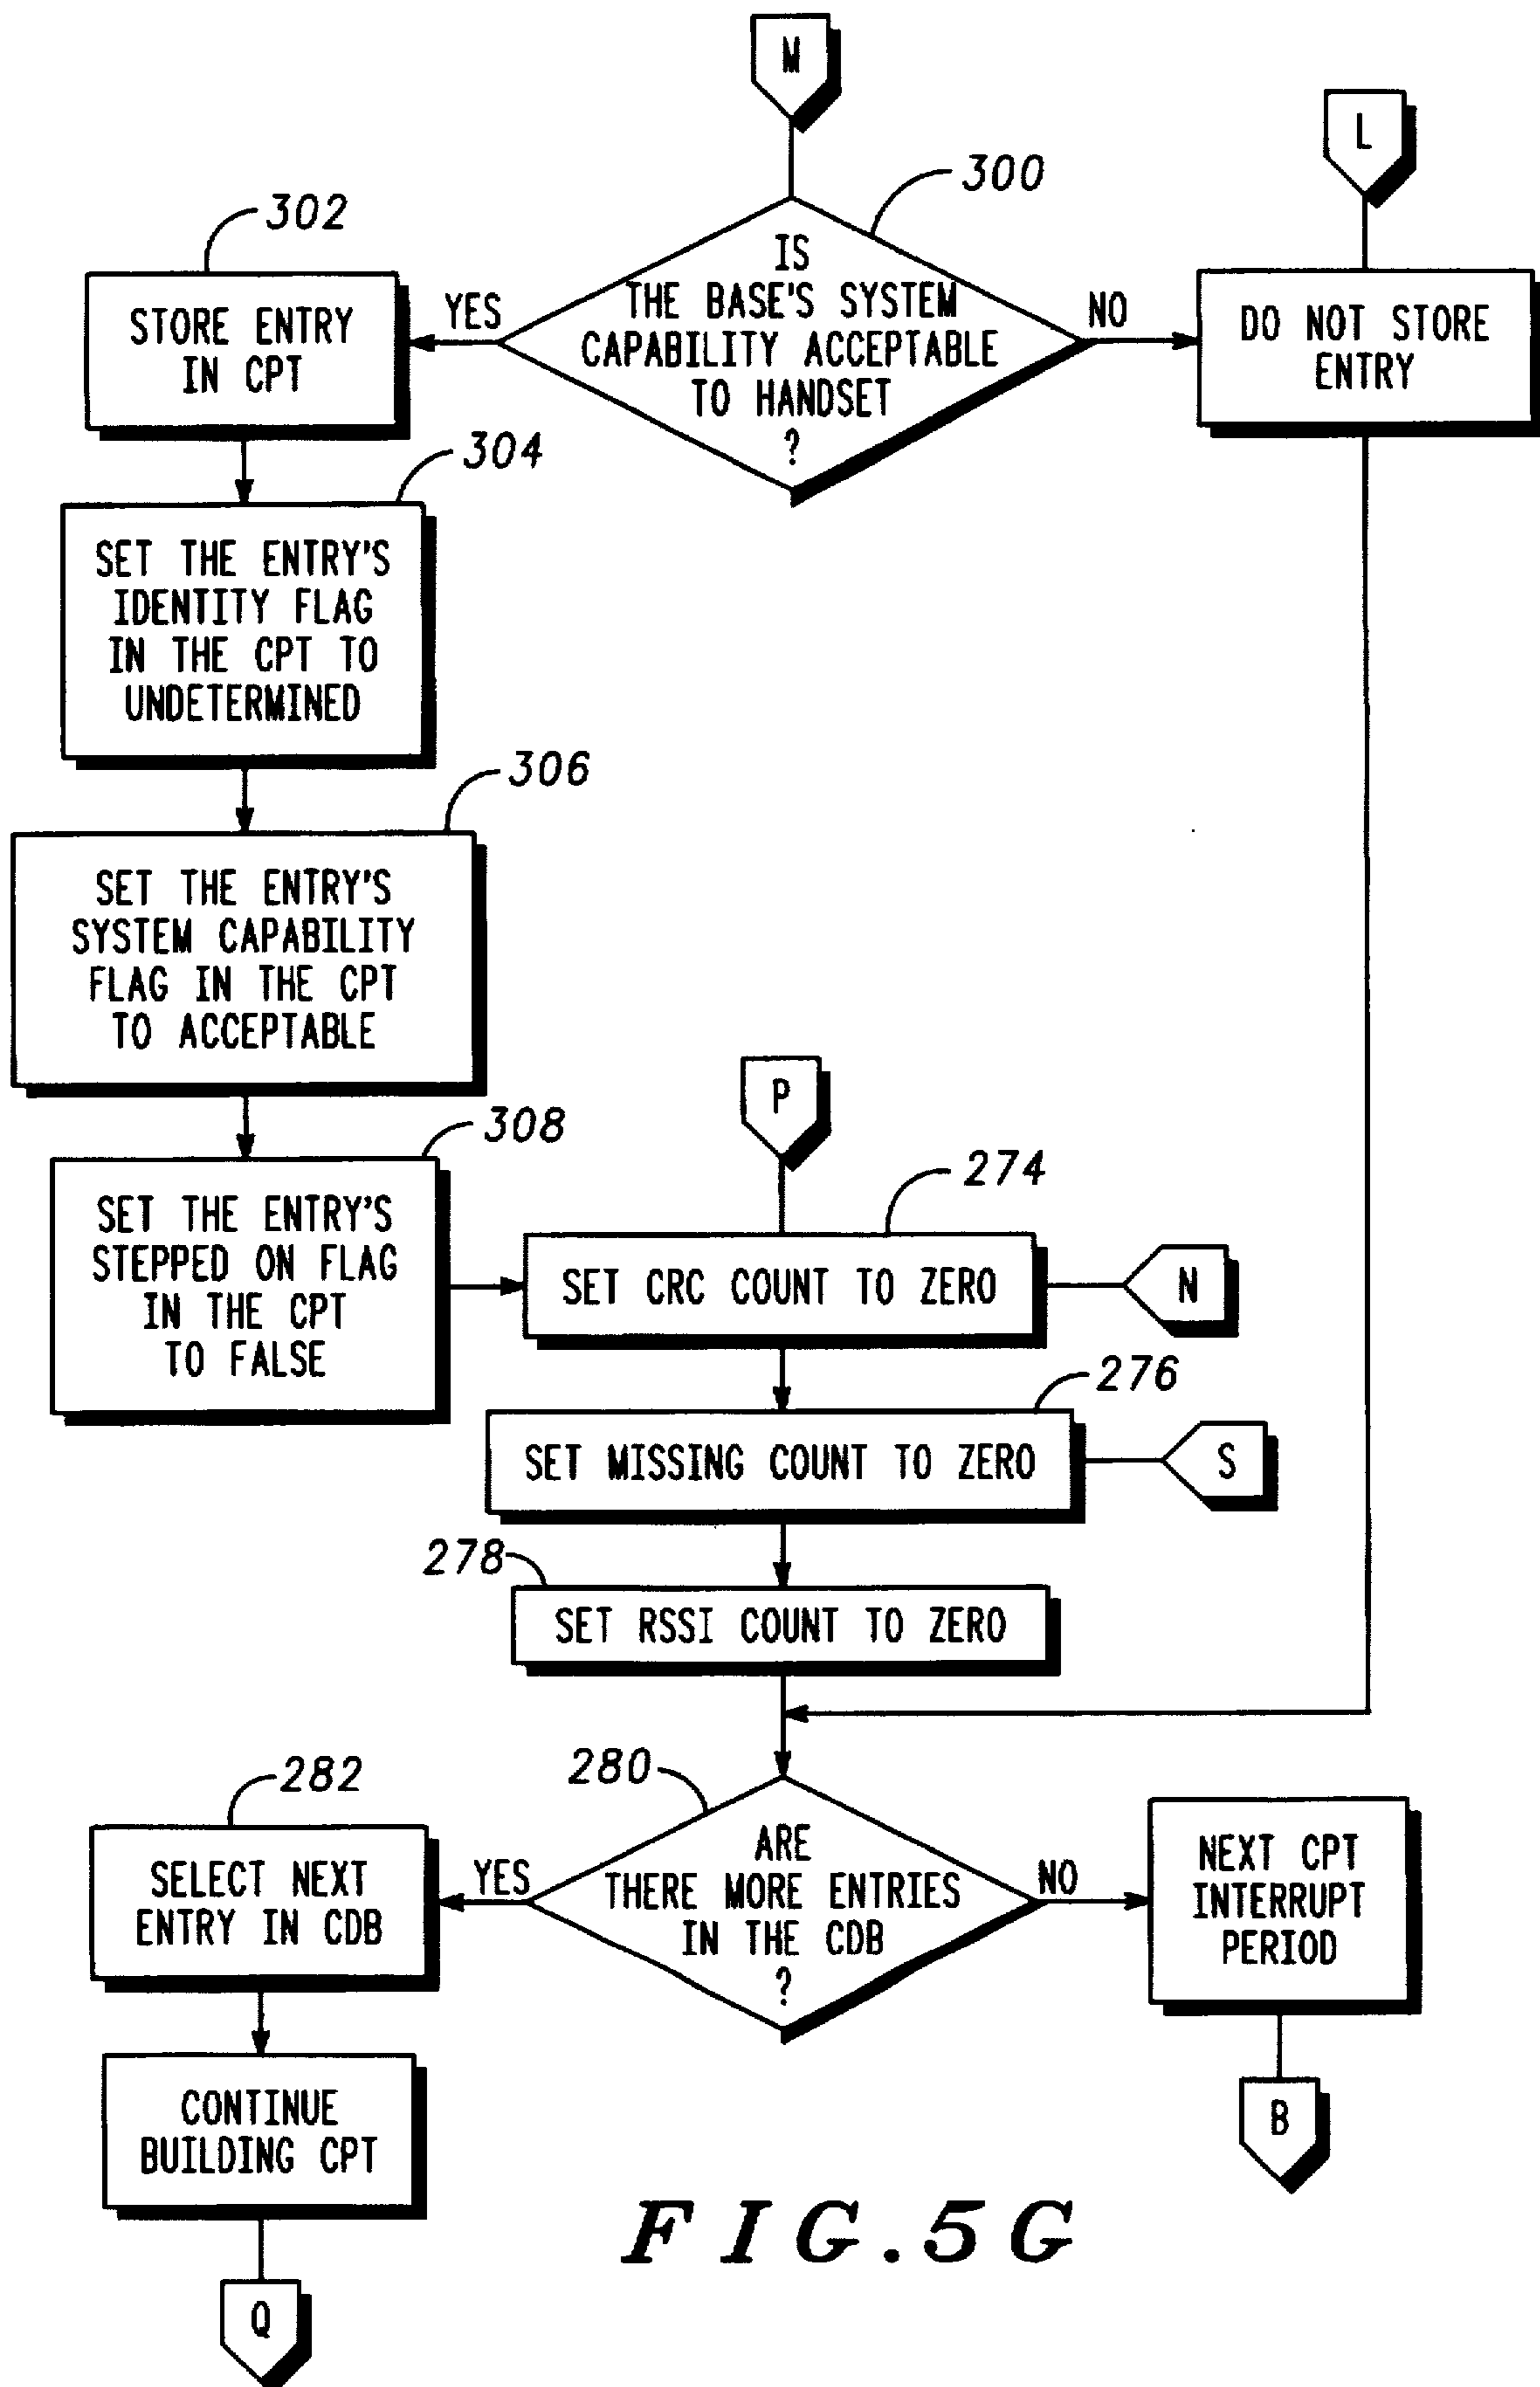 M
L
300
302
IS
THE BASE'S SYSTEM
CAPABILITY ACCEPTABLE
TO HANDSET
?
YES
NO
STORE ENTRY
IN CPT
DO NOT STORE
ENTRY
304
SET THE ENTRY'S
IDENTITY FLAG
IN THE CPT TO
UNDETERMINED
306
SET THE ENTRY'S
SYSTEM CAPABILITY
FLAG IN THE CPT
TO ACCEPTABLE
308
SET THE ENTRY'S
STEPPED ON FLAG
IN THE CPT
TO FALSE
P
274
SET CRC COUNT TO ZERO
N
276
SET MISSING COUNT TO ZERO
S
278
SET RSSI COUNT TO ZERO
280
ARE
THERE MORE ENTRIES
IN THE CDB
?
YES
NO
282
SELECT NEXT
ENTRY IN CDB
NEXT CPT
INTERRUPT
PERIOD
CONTINUE
BUILDING CPT
B
Q
FIG.5G